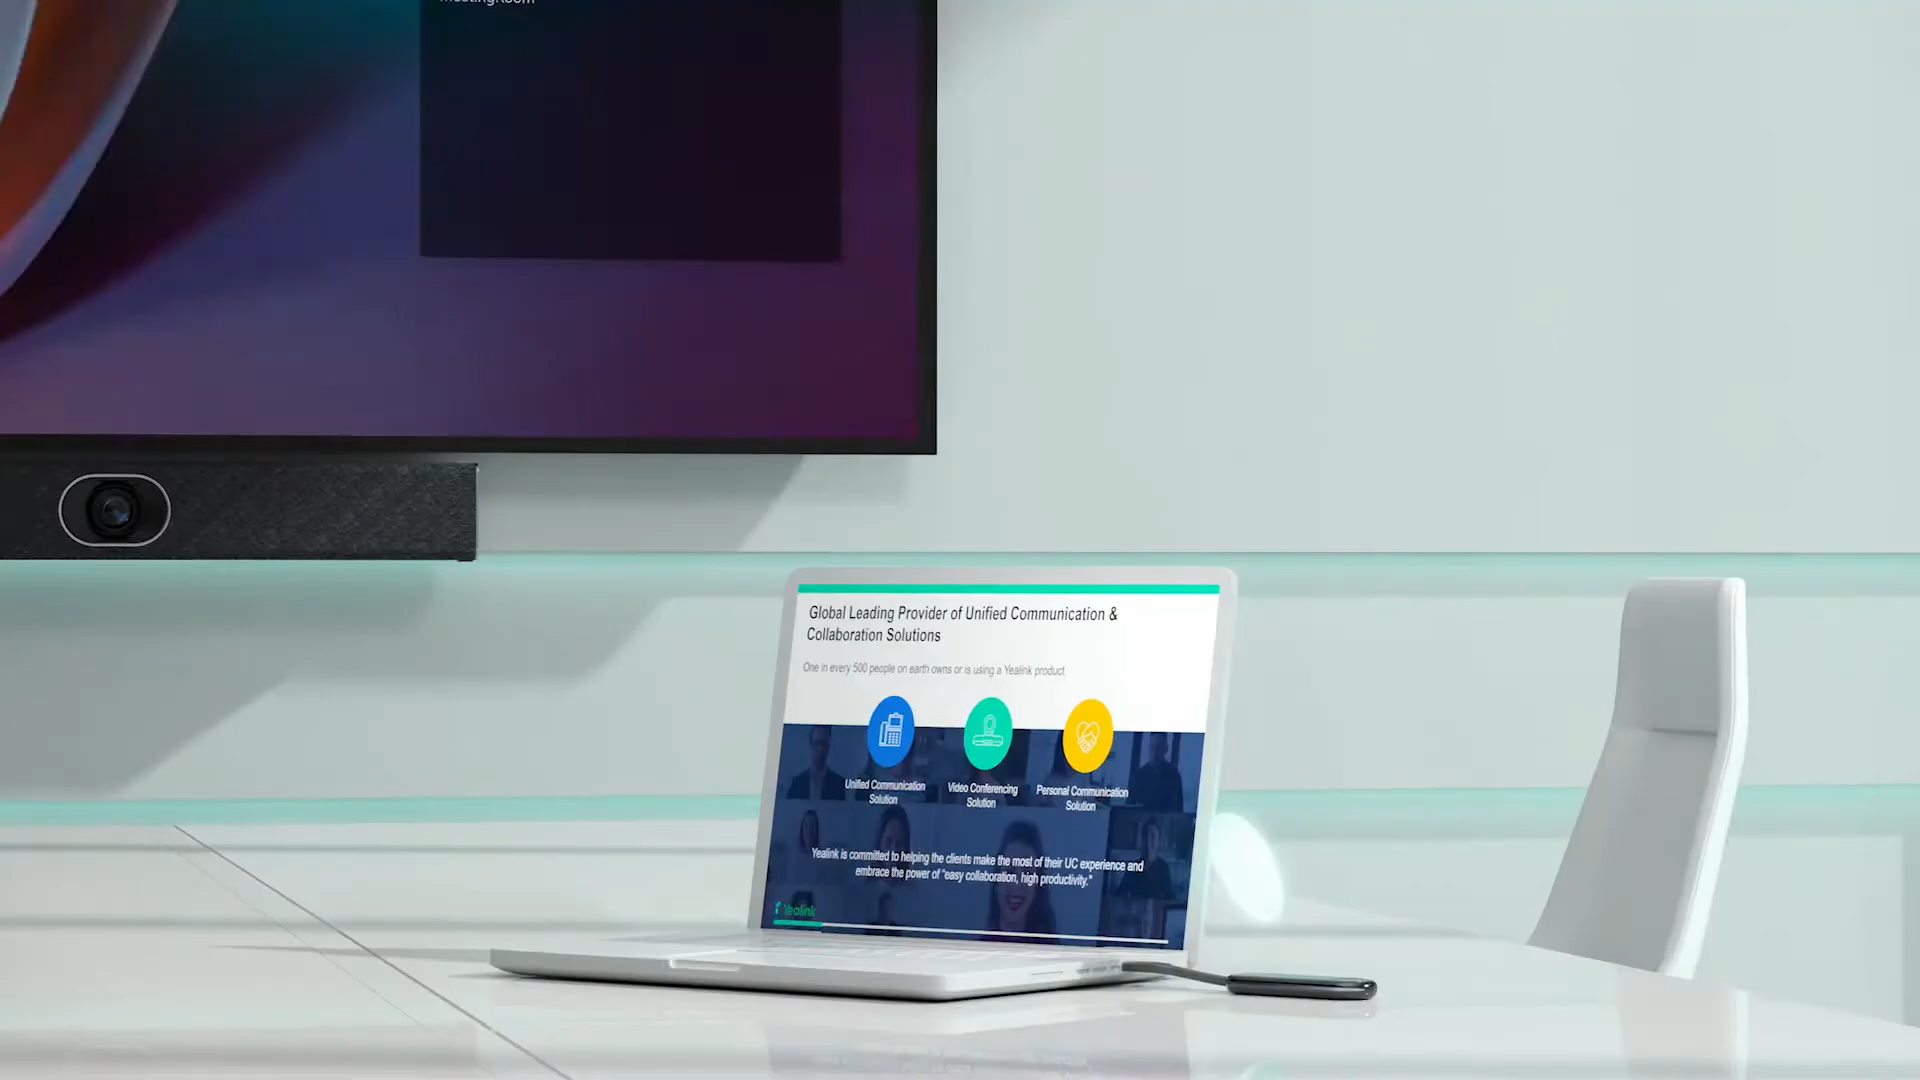 Global Leading Provider of Unified Communication &
Collaboration Solutions
One in every 500 people on earth owns or is using a Yealink product.
Unified Communication
Solution
Video Conferencing
Solution
Personal Communication
Solution
Yealink is committed to helping the clients make the most of their UC experience and
embrace the power of "easy collaboration, high productivity."
Yealink